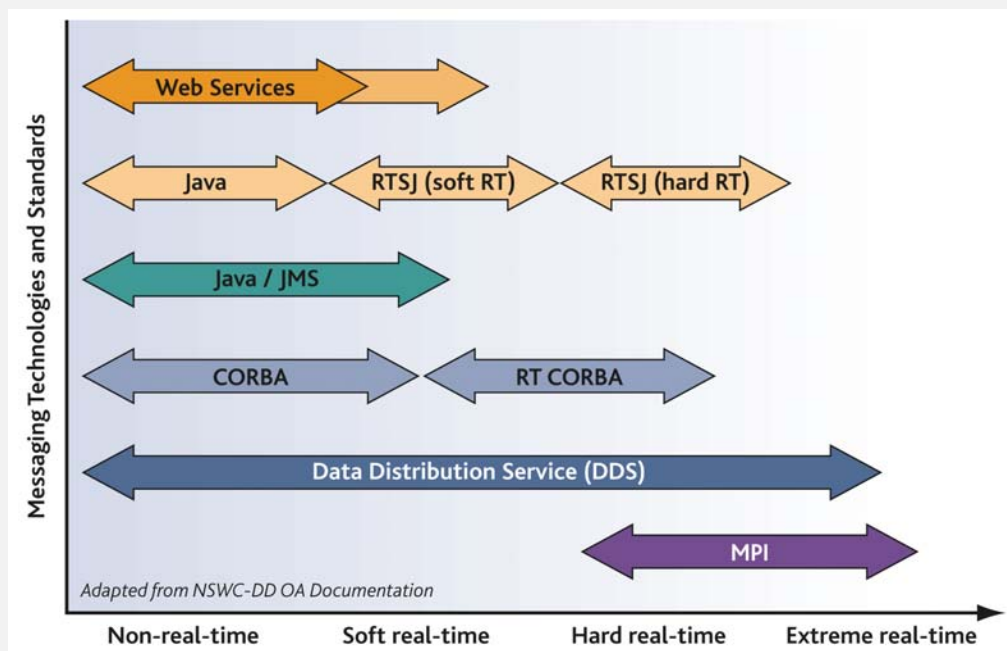 Messaging Technologies and Standards
Web Services
Java
RTSJ (soft RT)
RTSJ (hard RT)
Java / JMS
CORBA
RT CORBA
Data Distribution Service (DDS)
MPI
Adapted from NSWC-DD OA Documentation
Non-real-time
Soft real-time
Hard real-time
Extreme real-time